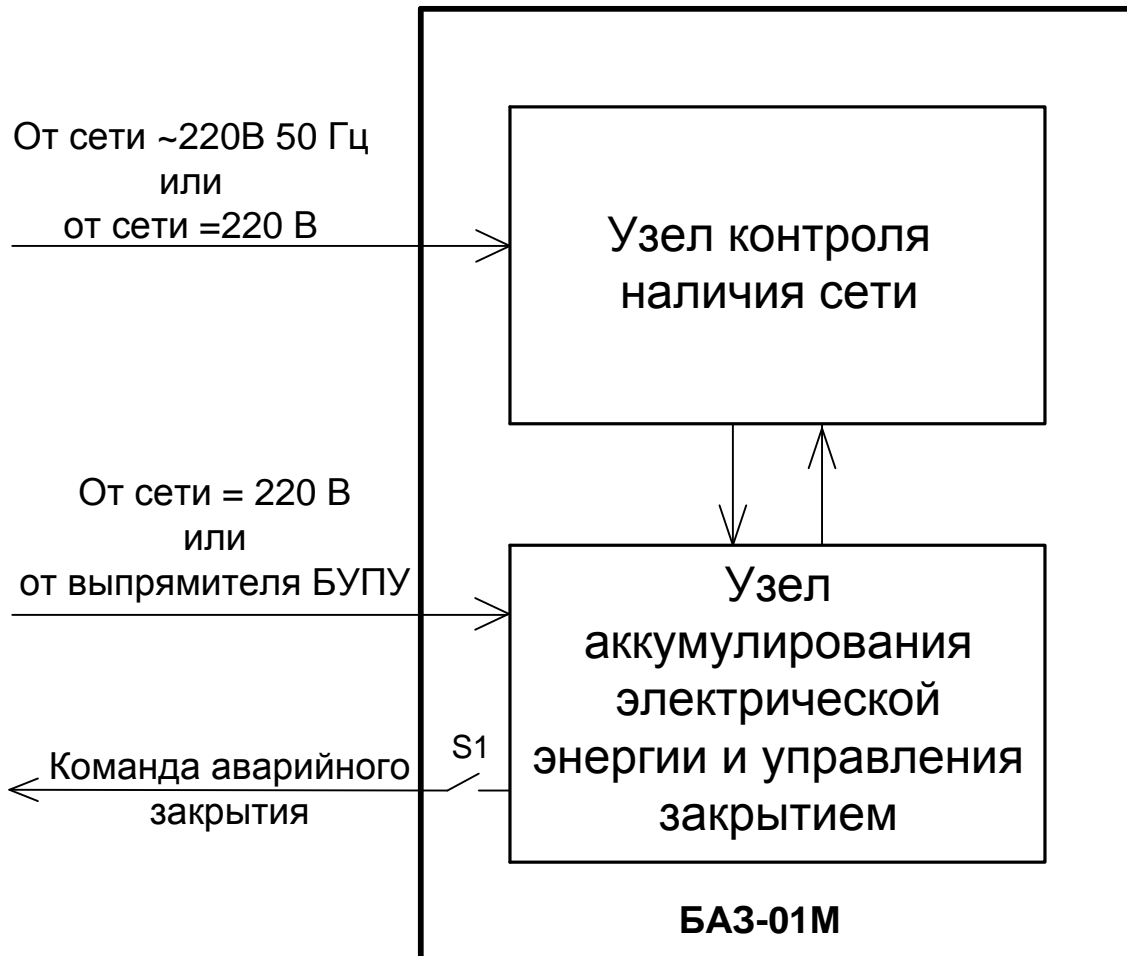 От сети ~220В 50 Гц
или
от сети =220 В
Узел контроля
наличия сети
От сети = 220 В
или
от выпрямителя БУПУ
Узел
аккумулирования
электрической
энергии и управления
закрытием
S1
Команда аварийного
закрытия
БАЗ-01М